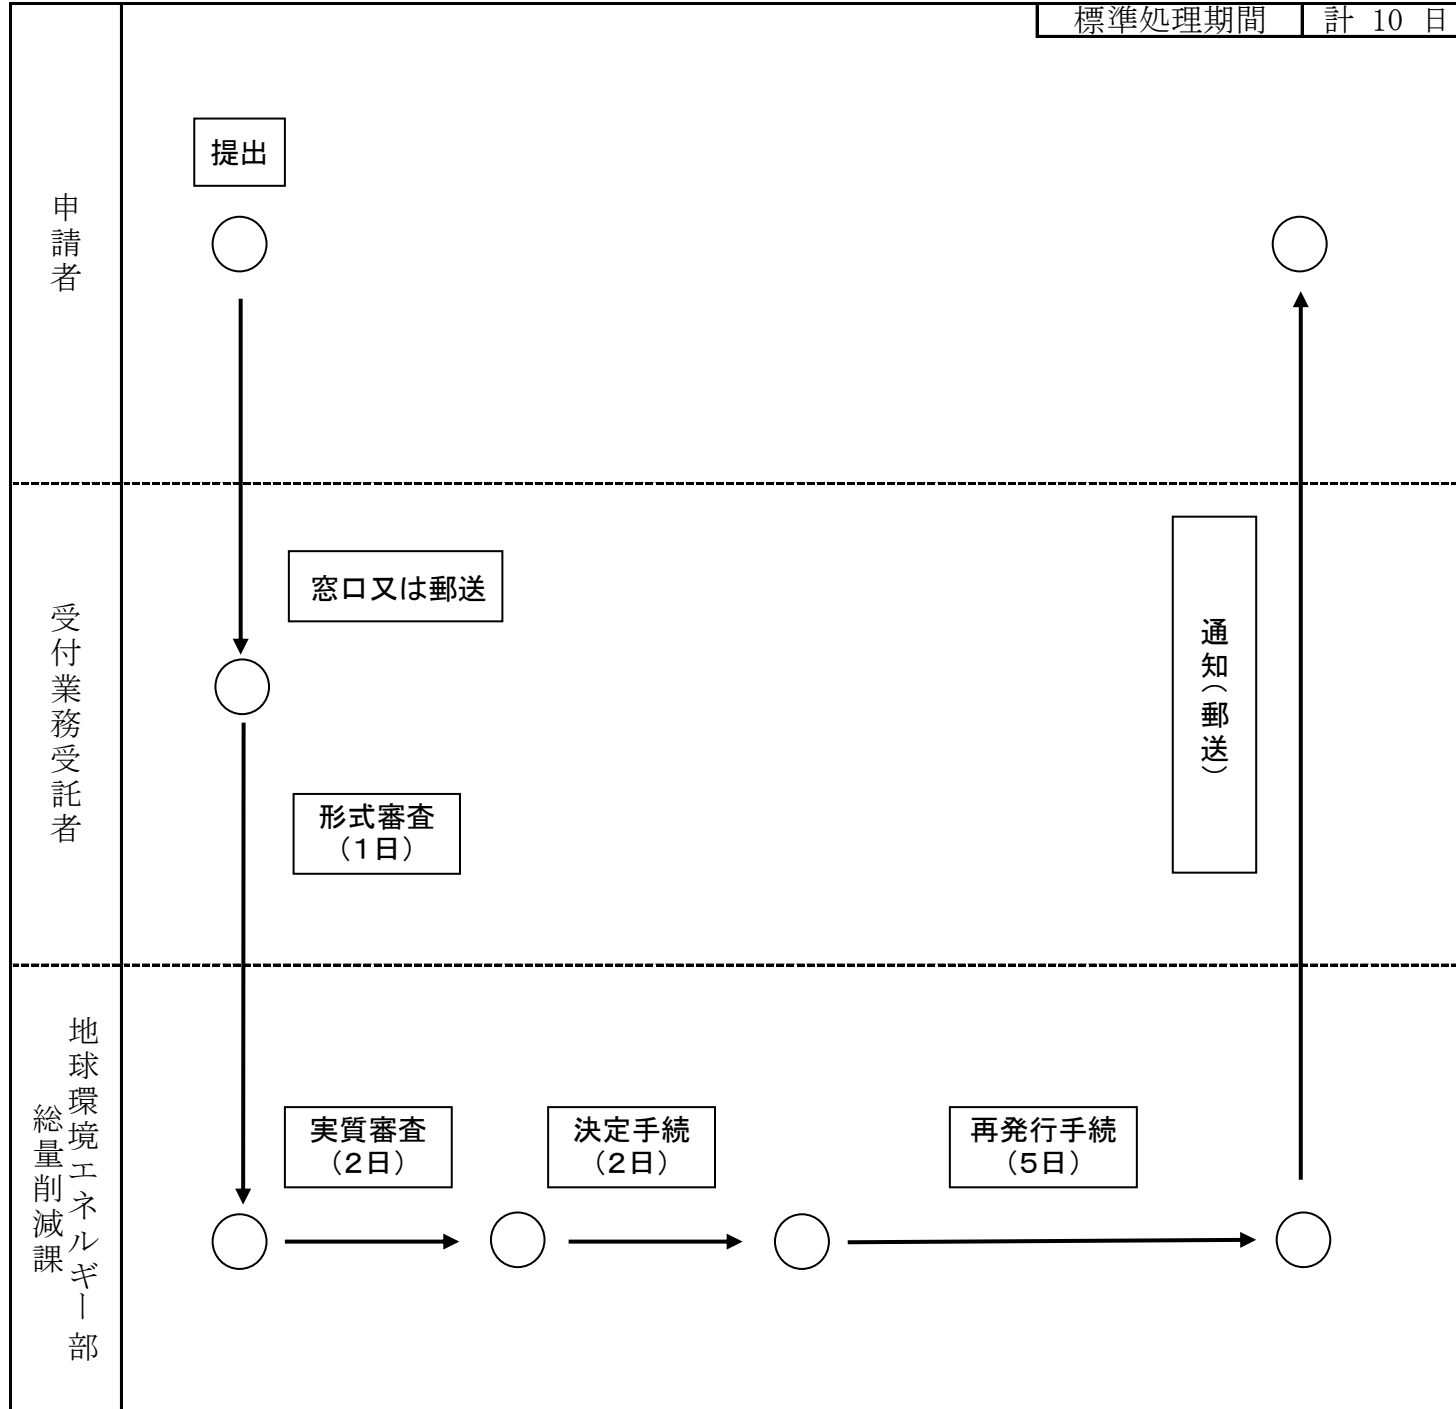 標準処理期間 計 10 日
申請者
提出
受付業務受託者
窓口又は郵送
形式審査
（1日）
通知（郵送）
地球環境エネルギー部
総量削減課
実質審査
（2日）
決定手続
（2日）
再発行手続
（5日）